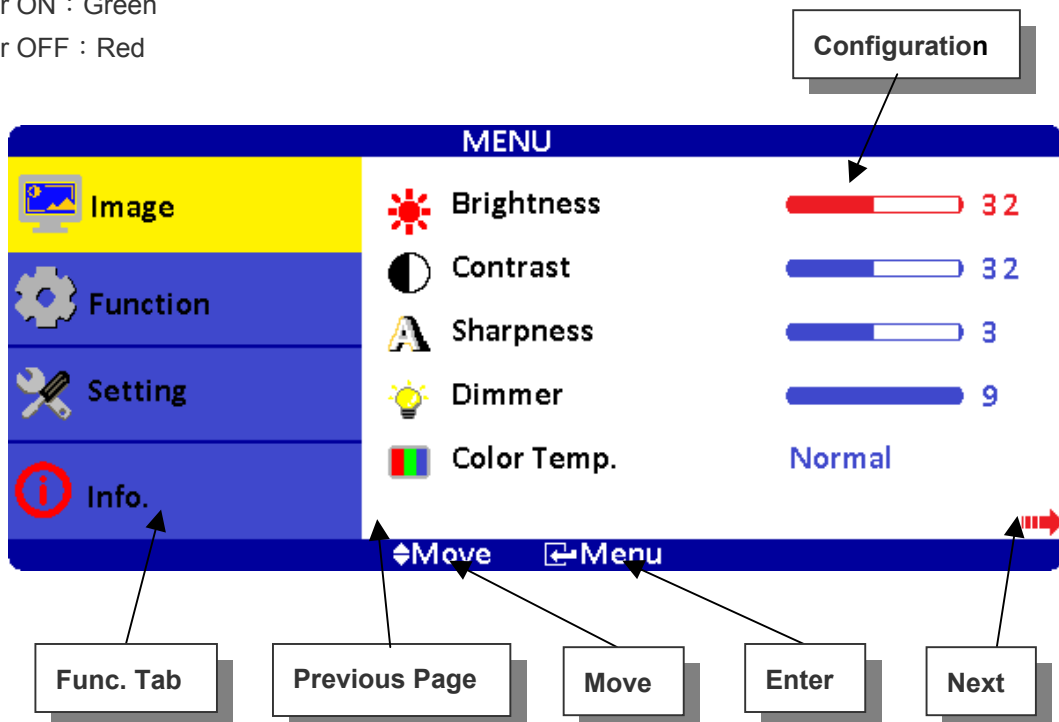 r ON：Green
r OFF：Red
Configuration
MENU
Image
Function
Setting
Info.
Brightness 32
Contrast 32
Sharpness 3
Dimmer 9
Color Temp. Normal
Move Menu
Func. Tab
Previous Page
Move
Enter
Next